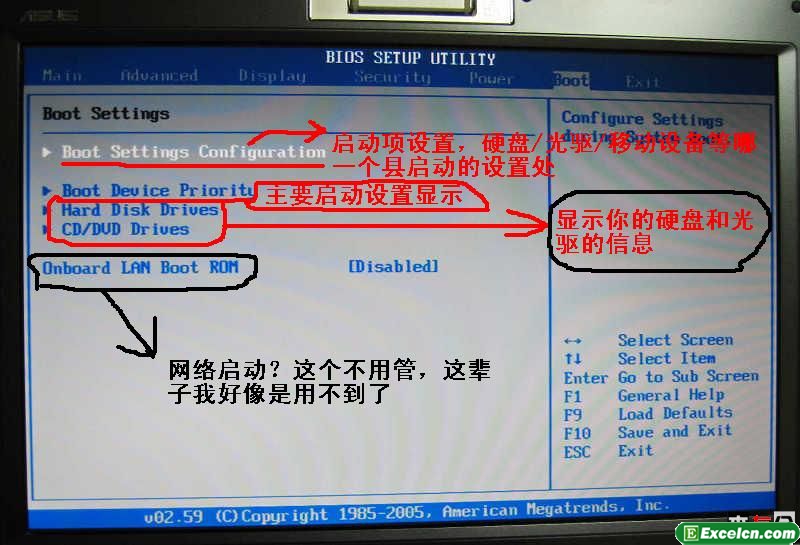 ASUS
BIOS SETUP UTILITY
Main Advanced Display Security Power Boot Exit
Boot Settings
Configure Settings
during System Boot.
Boot Settings Configuration
启动项设置，硬盘/光驱/移动设备等哪
一个县启动的设置处
Boot Device Priority
主要启动设置显示
Hard Disk Drives
CD/DVD Drives
显示你的硬盘和光
驱的信息
Onboard LAN Boot ROM [Disabled]
网络启动？这个不用管，这辈
子我好像是用不到了
←→ Select Screen
↑↓ Select Item
Enter Go to Sub Screen
F1 General Help
F9 Load Defaults
F10 Save and Exit
ESC Exit
v02.59 (C)Copyright 1985-2005, American Megatrends, Inc.
Excelcn.com